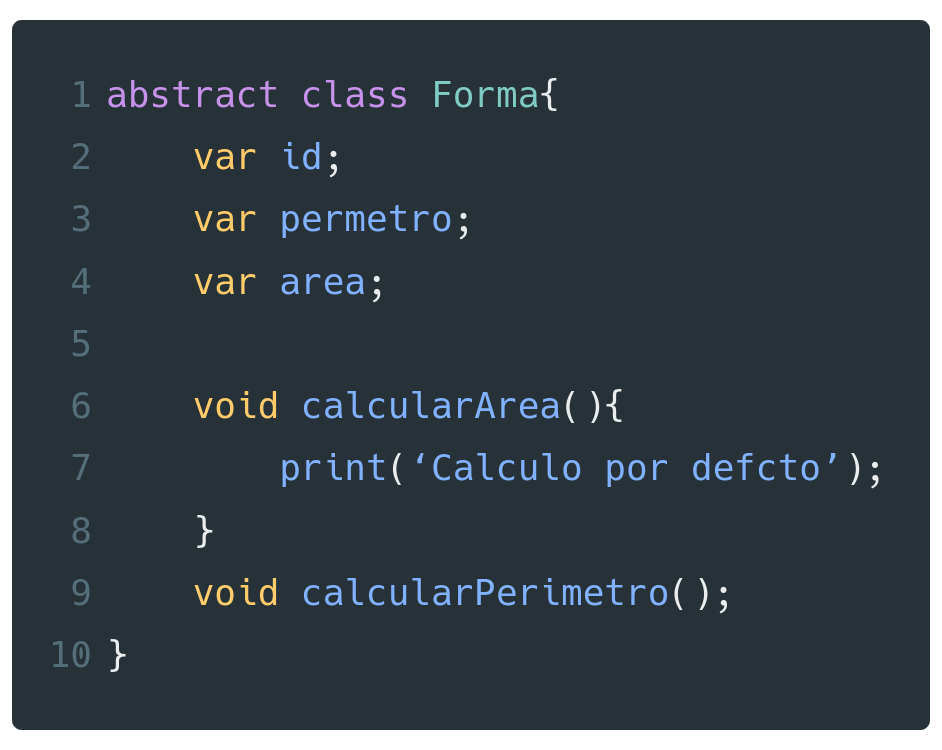 1 abstract class Forma{
2     var id;
3     var permetro;
4     var area;
5
6     void calcularArea(){
7         print(‘Calculo por defcto’);
8     }
9     void calcularPerimetro();
10 }